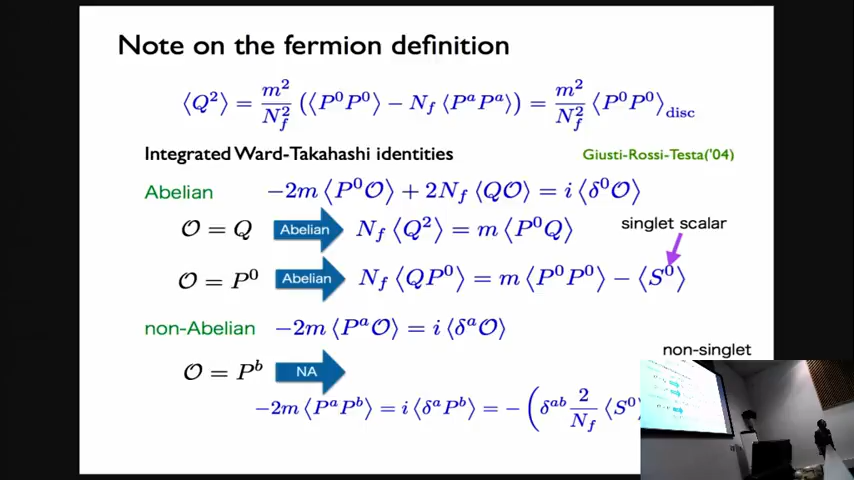 Note on the fermion definition
⟨Q²⟩ = m²/N_f² (⟨P⁰P⁰⟩ − N_f ⟨PᵃPᵃ⟩) = m²/N_f² ⟨P⁰P⁰⟩_disc
Integrated Ward-Takahashi identities Giusti-Rossi-Testa('04)
Abelian −2m ⟨P⁰𝒪⟩ + 2N_f ⟨Q𝒪⟩ = i ⟨δ⁰𝒪⟩
singlet scalar
𝒪 = Q Abelian N_f ⟨Q²⟩ = m ⟨P⁰Q⟩
𝒪 = P⁰ Abelian N_f ⟨QP⁰⟩ = m ⟨P⁰P⁰⟩ − ⟨S⁰⟩
non-Abelian −2m ⟨Pᵃ𝒪⟩ = i ⟨δᵃ𝒪⟩
non-singlet
𝒪 = Pᵇ NA
−2m ⟨PᵃPᵇ⟩ = i ⟨δᵃPᵇ⟩ = − (δᵃᵇ 2/N_f ⟨S⁰⟩